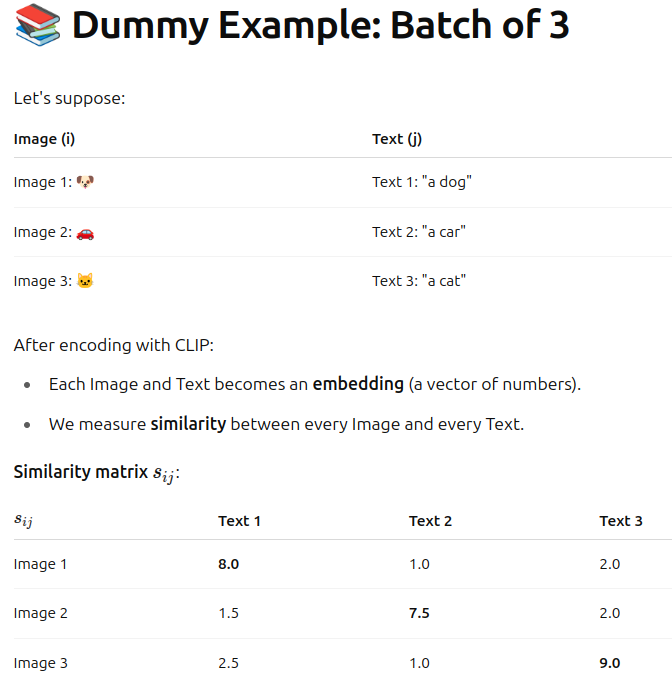 📚 Dummy Example: Batch of 3
Let's suppose:
Image (i) Text (j)
Image 1: 🐶 Text 1: "a dog"
Image 2: 🚗 Text 2: "a car"
Image 3: 🐱 Text 3: "a cat"
After encoding with CLIP:
• Each Image and Text becomes an embedding (a vector of numbers).
• We measure similarity between every Image and every Text.
Similarity matrix sᵢⱼ:
sᵢⱼ Text 1 Text 2 Text 3
Image 1 8.0 1.0 2.0
Image 2 1.5 7.5 2.0
Image 3 2.5 1.0 9.0